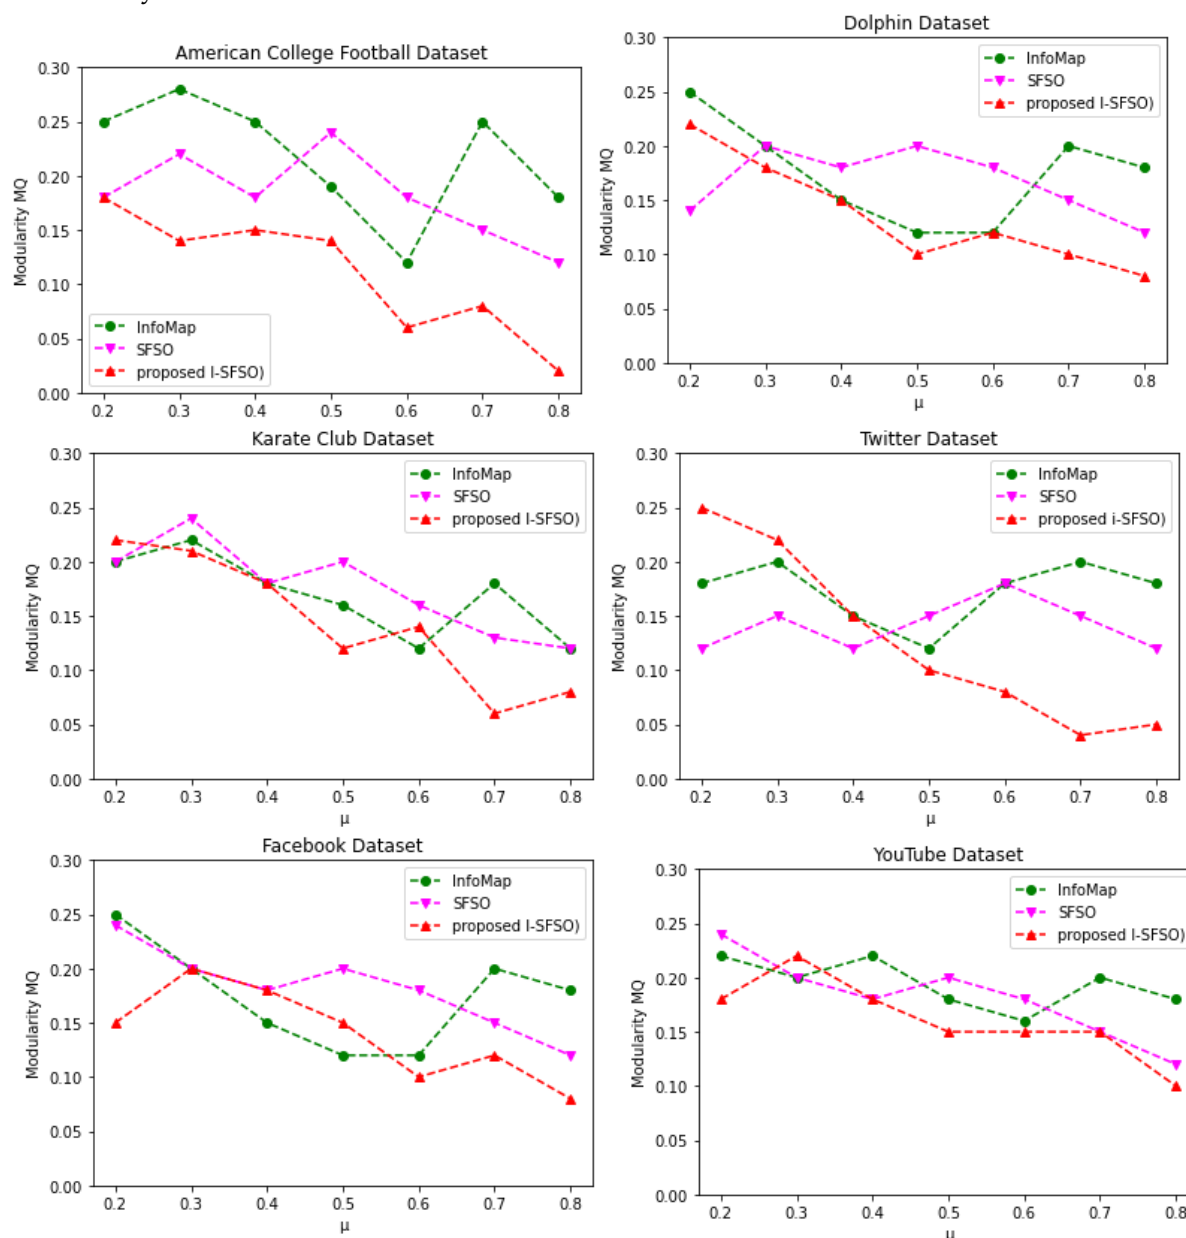 American College Football Dataset
Modularity MQ
0.30
0.25
0.20
0.15
0.10
0.05
0.00
InfoMap
SFSO
proposed I-SFSO)
0.2 0.3 0.4 0.5 0.6 0.7 0.8
Dolphin Dataset
Modularity MQ
0.30
0.25
0.20
0.15
0.10
0.05
0.00
InfoMap
SFSO
proposed I-SFSO)
0.2 0.3 0.4 0.5 0.6 0.7 0.8
μ
Karate Club Dataset
Modularity MQ
0.30
0.25
0.20
0.15
0.10
0.05
0.00
InfoMap
SFSO
proposed I-SFSO)
0.2 0.3 0.4 0.5 0.6 0.7 0.8
μ
Twitter Dataset
Modularity MQ
0.30
0.25
0.20
0.15
0.10
0.05
0.00
InfoMap
SFSO
proposed i-SFSO)
0.2 0.3 0.4 0.5 0.6 0.7 0.8
μ
Facebook Dataset
Modularity MQ
0.30
0.25
0.20
0.15
0.10
0.05
0.00
InfoMap
SFSO
proposed I-SFSO)
0.2 0.3 0.4 0.5 0.6 0.7 0.8
μ
YouTube Dataset
Modularity MQ
0.30
0.25
0.20
0.15
0.10
0.05
0.00
InfoMap
SFSO
proposed I-SFSO)
0.2 0.3 0.4 0.5 0.6 0.7 0.8
μ